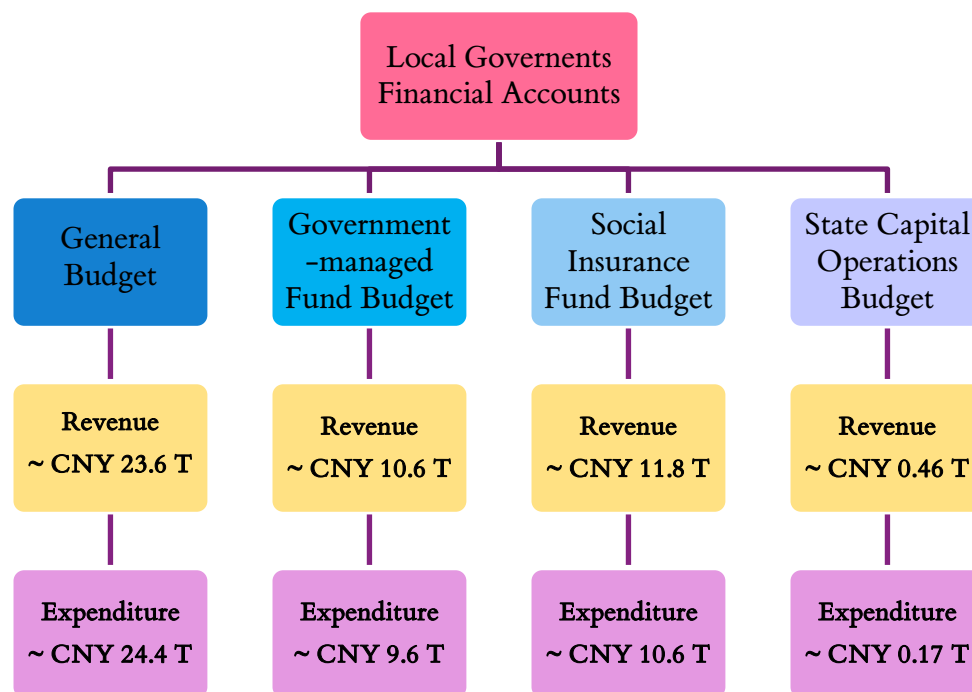 Local Governents
Financial Accounts
General
Budget
Government
-managed
Fund Budget
Social
Insurance
Fund Budget
State Capital
Operations
Budget
Revenue
~ CNY 23.6 T
Revenue
~ CNY 10.6 T
Revenue
~ CNY 11.8 T
Revenue
~ CNY 0.46 T
Expenditure
~ CNY 24.4 T
Expenditure
~ CNY 9.6 T
Expenditure
~ CNY 10.6 T
Expenditure
~ CNY 0.17 T